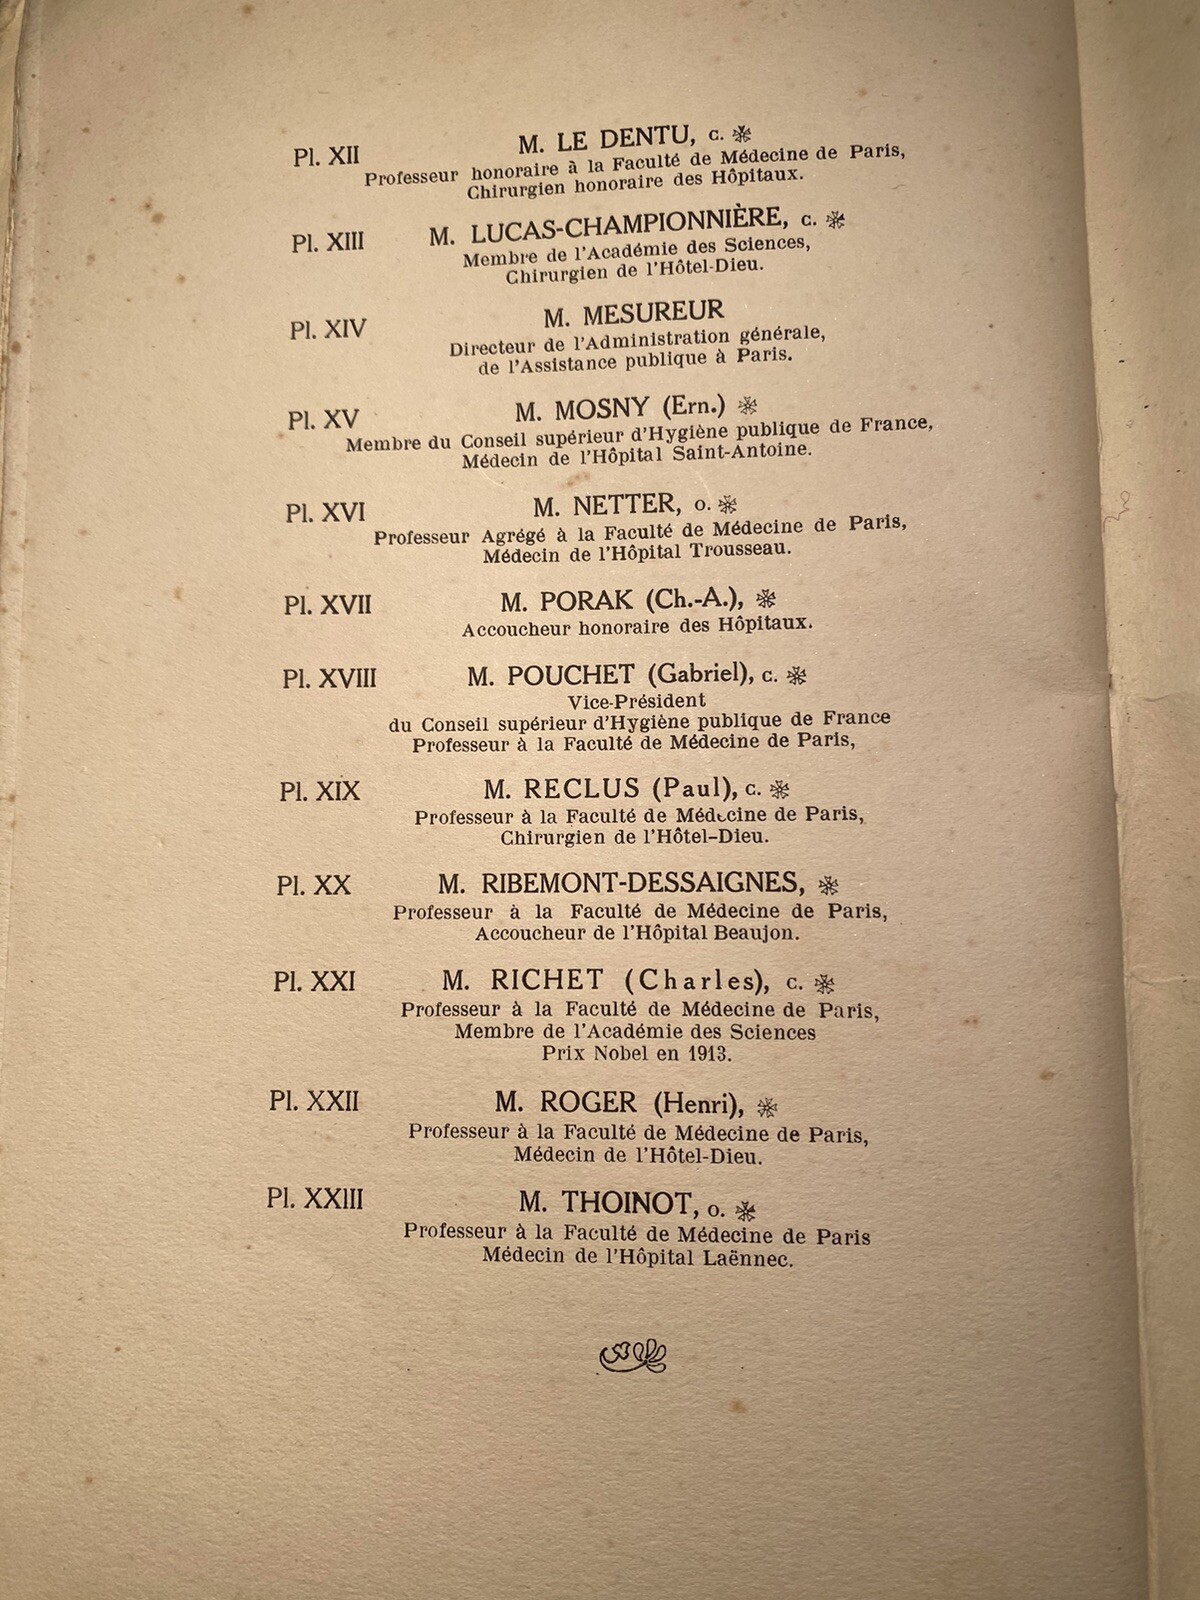 Pl. XII M. LE DENTU, C. ✻
Professeur honoraire à la Faculté de Médecine de Paris,
Chirurgien honoraire des Hôpitaux.
Pl. XIII M. LUCAS-CHAMPIONNIÈRE, C. ✻
Membre de l'Académie des Sciences,
Chirurgien de l'Hôtel-Dieu.
Pl. XIV M. MESUREUR
Directeur de l'Administration générale,
de l'Assistance publique à Paris.
Pl. XV M. MOSNY (Ern.) ✻
Membre du Conseil supérieur d'Hygiène publique de France,
Médecin de l'Hôpital Saint-Antoine.
Pl. XVI M. NETTER, O. ✻
Professeur Agrégé à la Faculté de Médecine de Paris,
Médecin de l'Hôpital Trousseau.
Pl. XVII M. PORAK (Ch.-A.), ✻
Accoucheur honoraire des Hôpitaux.
Pl. XVIII M. POUCHET (Gabriel), C. ✻
Vice-Président
du Conseil supérieur d'Hygiène publique de France
Professeur à la Faculté de Médecine de Paris,
Pl. XIX M. RECLUS (Paul), C. ✻
Professeur à la Faculté de Médecine de Paris,
Chirurgien de l'Hôtel-Dieu.
Pl. XX M. RIBEMONT-DESSAIGNES, ✻
Professeur à la Faculté de Médecine de Paris,
Accoucheur de l'Hôpital Beaujon.
Pl. XXI M. RICHET (Charles), C. ✻
Professeur à la Faculté de Médecine de Paris,
Membre de l'Académie des Sciences
Prix Nobel en 1913.
Pl. XXII M. ROGER (Henri), ✻
Professeur à la Faculté de Médecine de Paris,
Médecin de l'Hôtel-Dieu.
Pl. XXIII M. THOINOT, O. ✻
Professeur à la Faculté de Médecine de Paris
Médecin de l'Hôpital Laënnec.